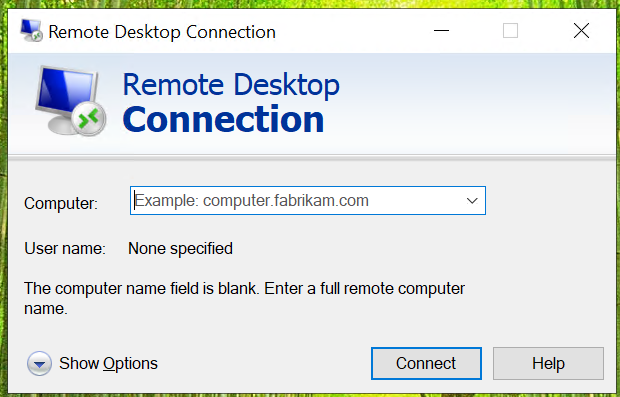 Remote Desktop Connection
Remote Desktop
Connection
Computer: Example: computer.fabrikam.com
User name: None specified
The computer name field is blank. Enter a full remote computer
name.
Show Options Connect Help